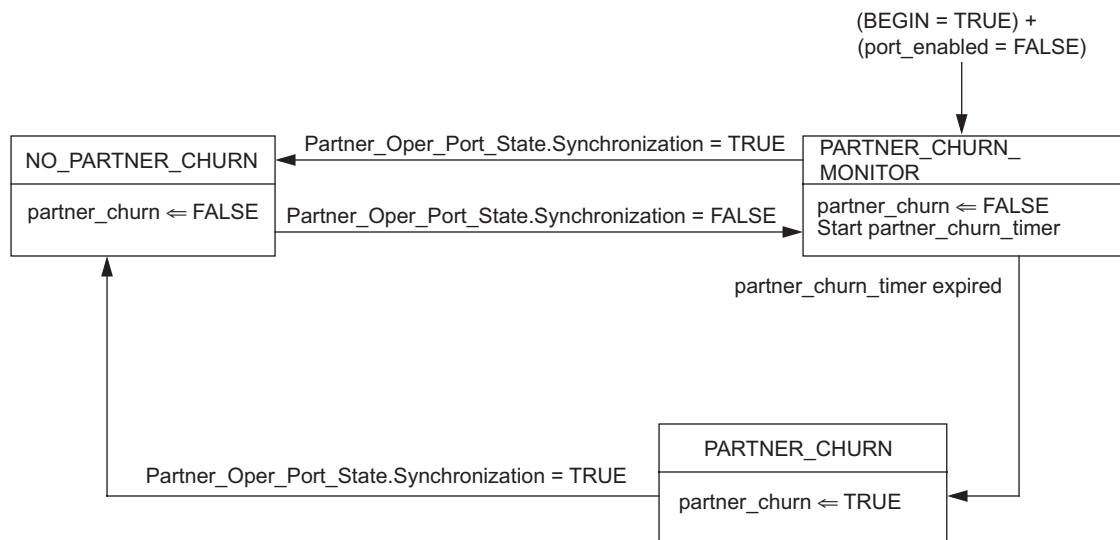 (BEGIN = TRUE) +
(port_enabled = FALSE)
Partner_Oper_Port_State.Synchronization = TRUE
NO_PARTNER_CHURN
PARTNER_CHURN_
MONITOR
partner_churn ⇐ FALSE
Partner_Oper_Port_State.Synchronization = FALSE
partner_churn ⇐ FALSE
Start partner_churn_timer
partner_churn_timer expired
PARTNER_CHURN
Partner_Oper_Port_State.Synchronization = TRUE
partner_churn ⇐ TRUE